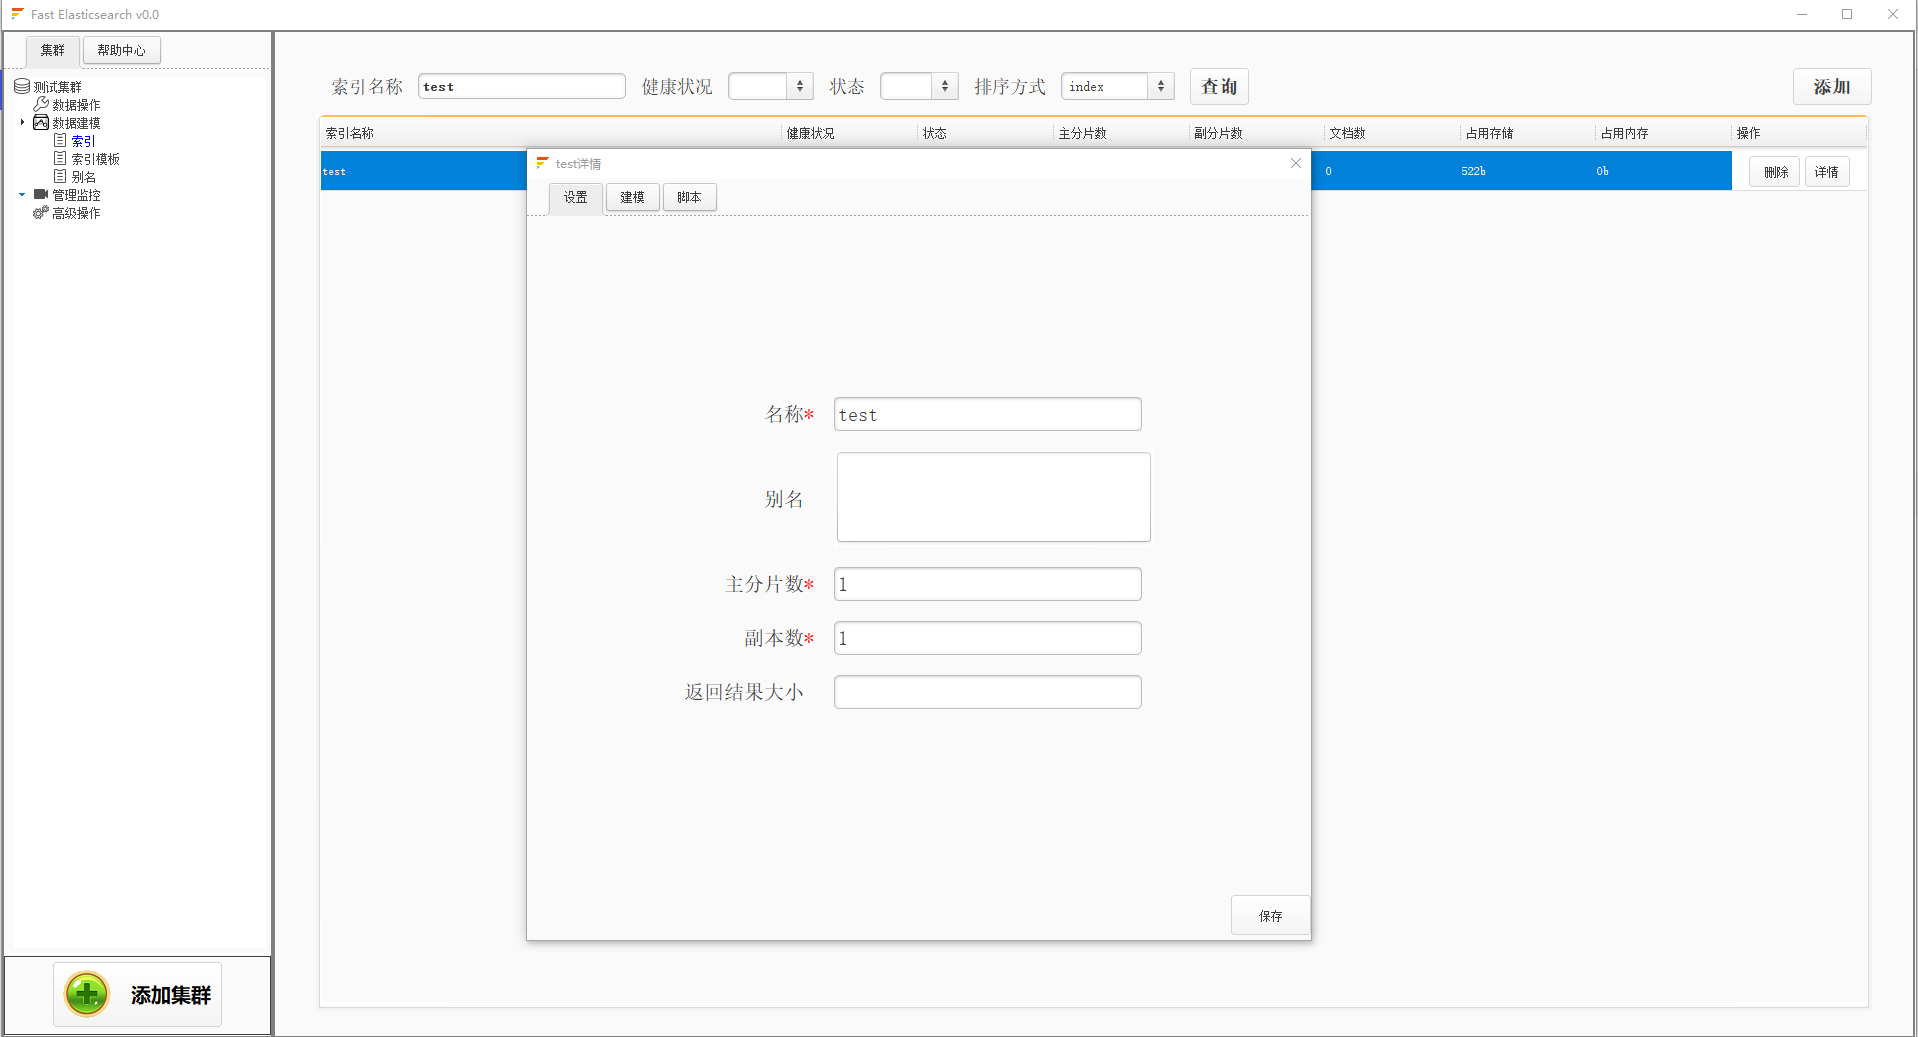 Fast Elasticsearch v0.0
集群 帮助中心
测试集群
数据操作
数据建模
索引
索引模板
别名
管理监控
高级操作
添加集群
索引名称 test 健康状况 状态 排序方式 index 查询 添加
索引名称 健康状况 状态 主分片数 副分片数 文档数 占用存储 占用内存 操作
test 0 522b 0b 删除 详情
test详情
设置 建模 脚本
名称* test
别名
主分片数* 1
副本数* 1
返回结果大小
保存